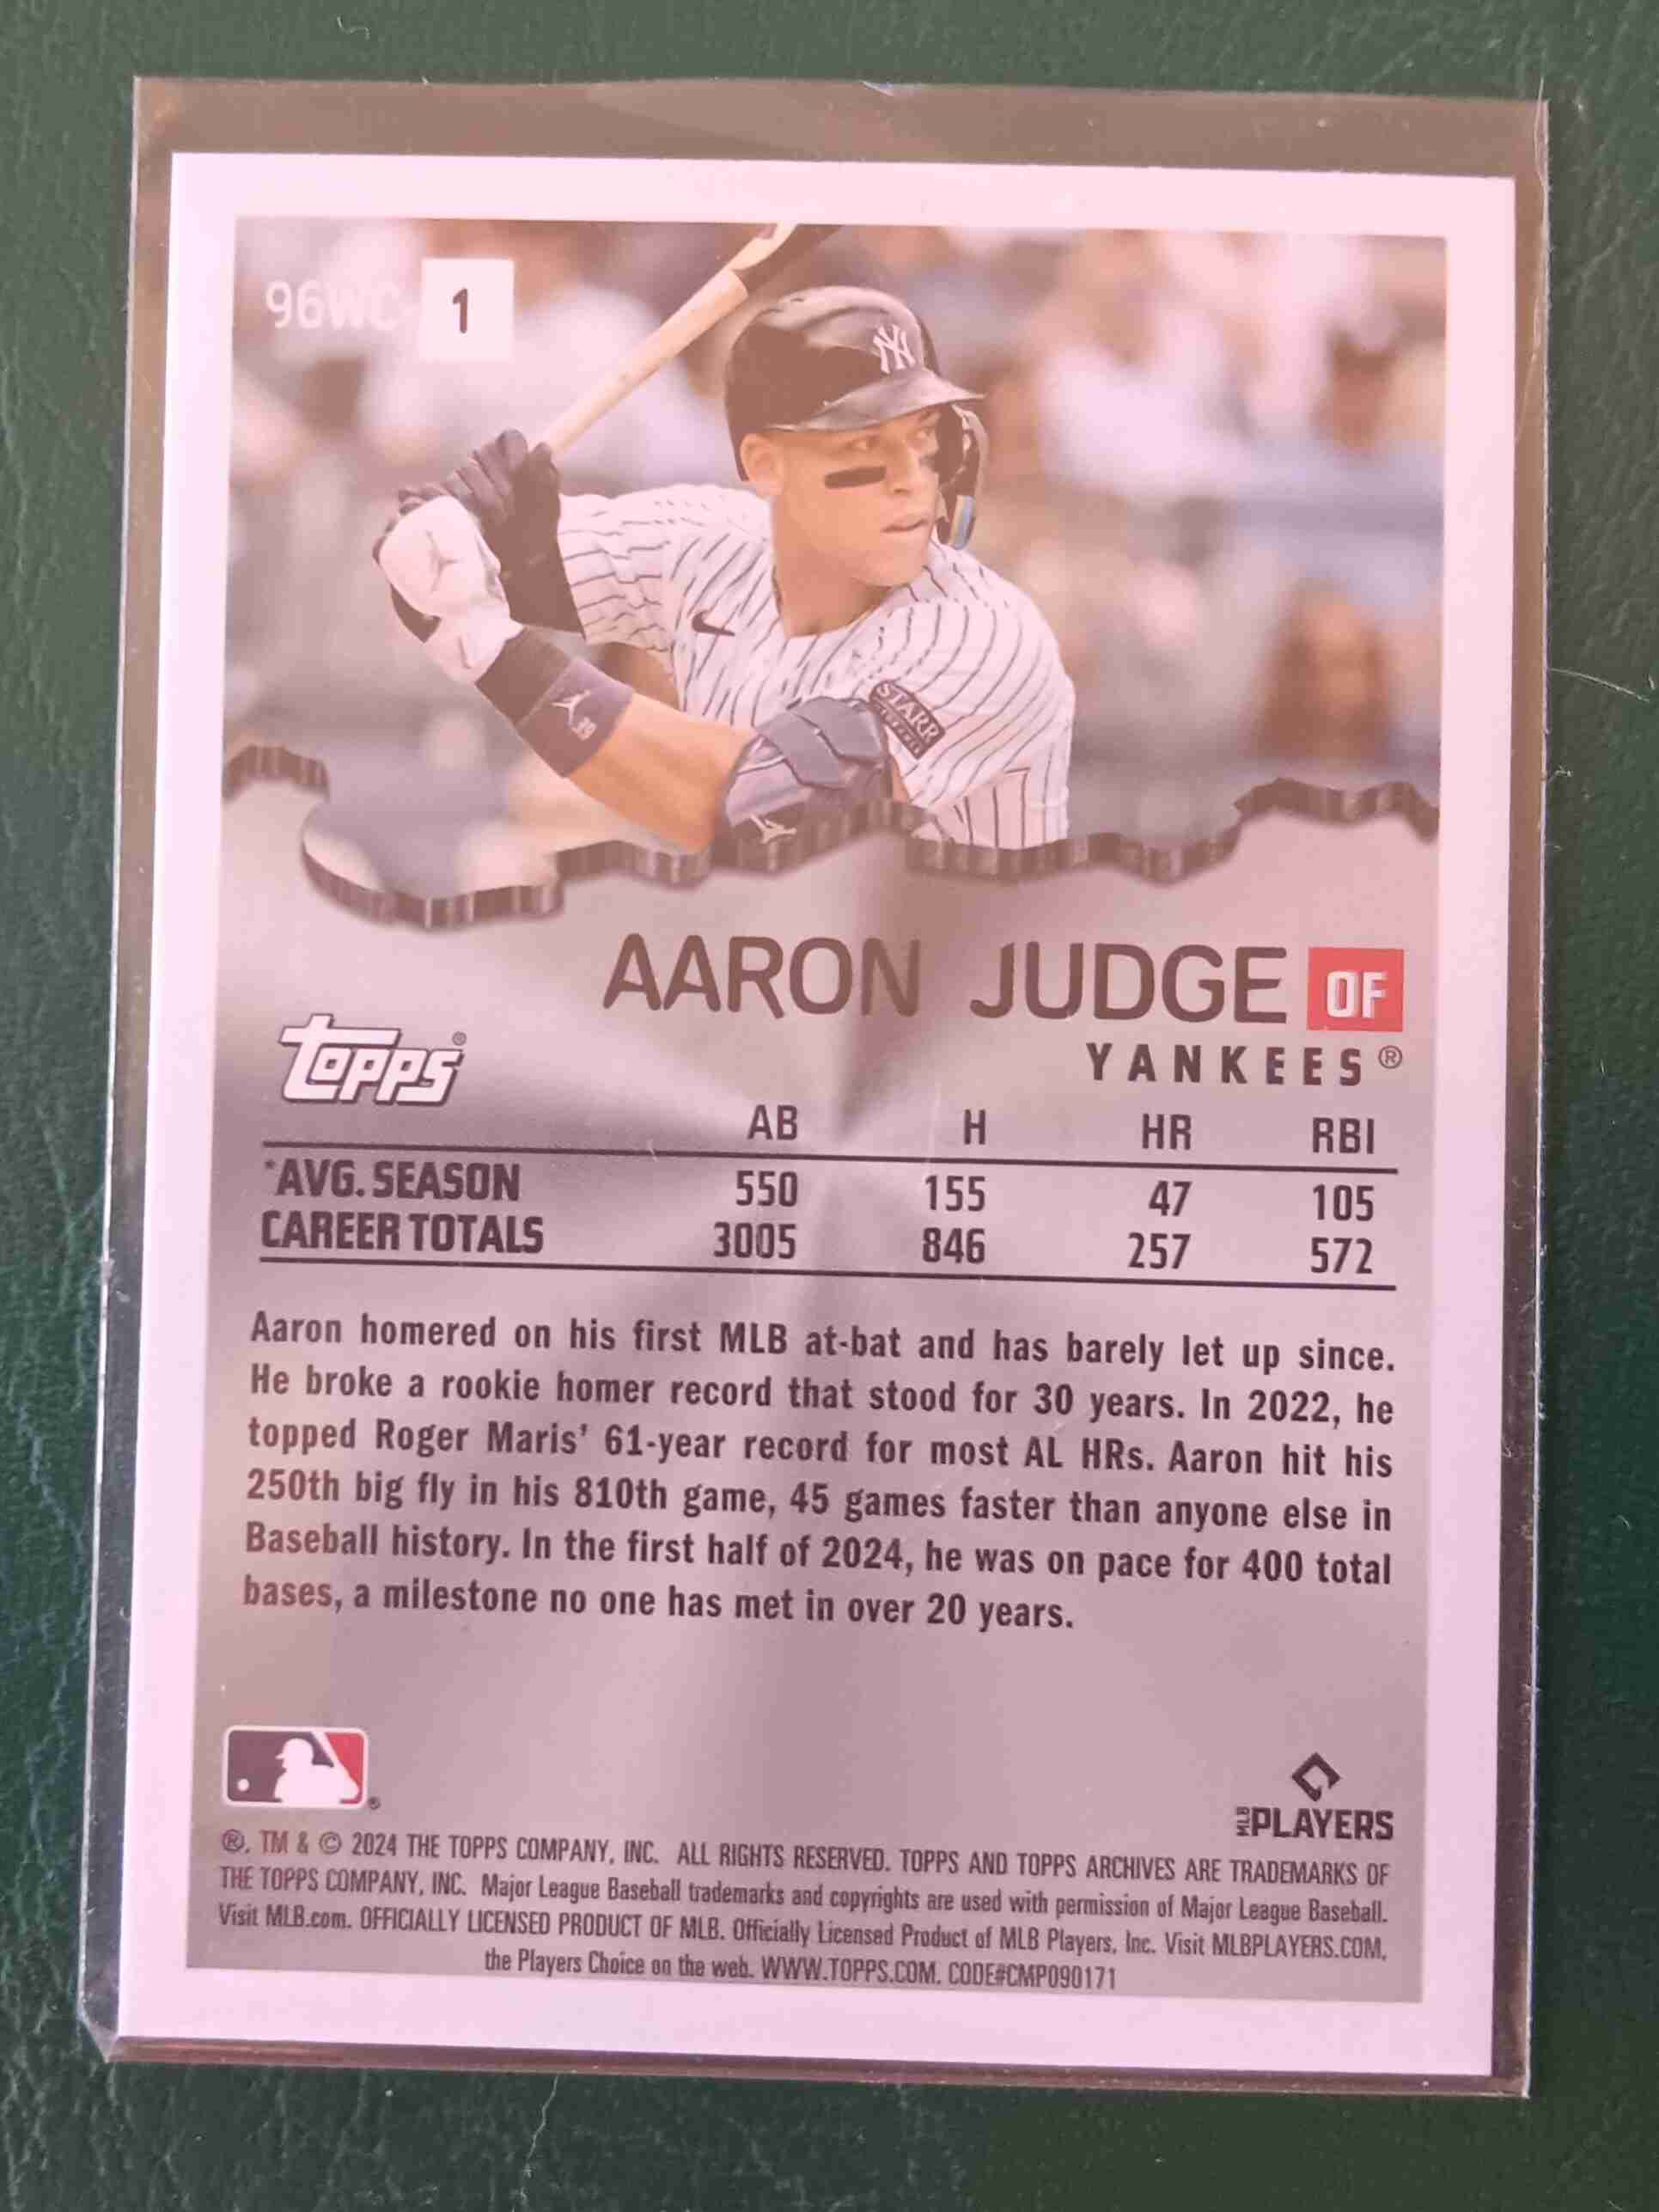 96WC- 1
NY
STARR
99
AARON JUDGE OF
YANKEES®
topps®
AB H HR RBI
*AVG. SEASON 550 155 47 105
CAREER TOTALS 3005 846 257 572
Aaron homered on his first MLB at-bat and has barely let up since.
He broke a rookie homer record that stood for 30 years. In 2022, he
topped Roger Maris' 61-year record for most AL HRs. Aaron hit his
250th big fly in his 810th game, 45 games faster than anyone else in
Baseball history. In the first half of 2024, he was on pace for 400 total
bases, a milestone no one has met in over 20 years.
®
MLB PLAYERS
®, TM & © 2024 THE TOPPS COMPANY, INC. ALL RIGHTS RESERVED. TOPPS AND TOPPS ARCHIVES ARE TRADEMARKS OF
THE TOPPS COMPANY, INC. Major League Baseball trademarks and copyrights are used with permission of Major League Baseball.
Visit MLB.com. OFFICIALLY LICENSED PRODUCT OF MLB. Officially Licensed Product of MLB Players, Inc. Visit MLBPLAYERS.COM,
the Players Choice on the web. WWW.TOPPS.COM. CODE#CMP090171